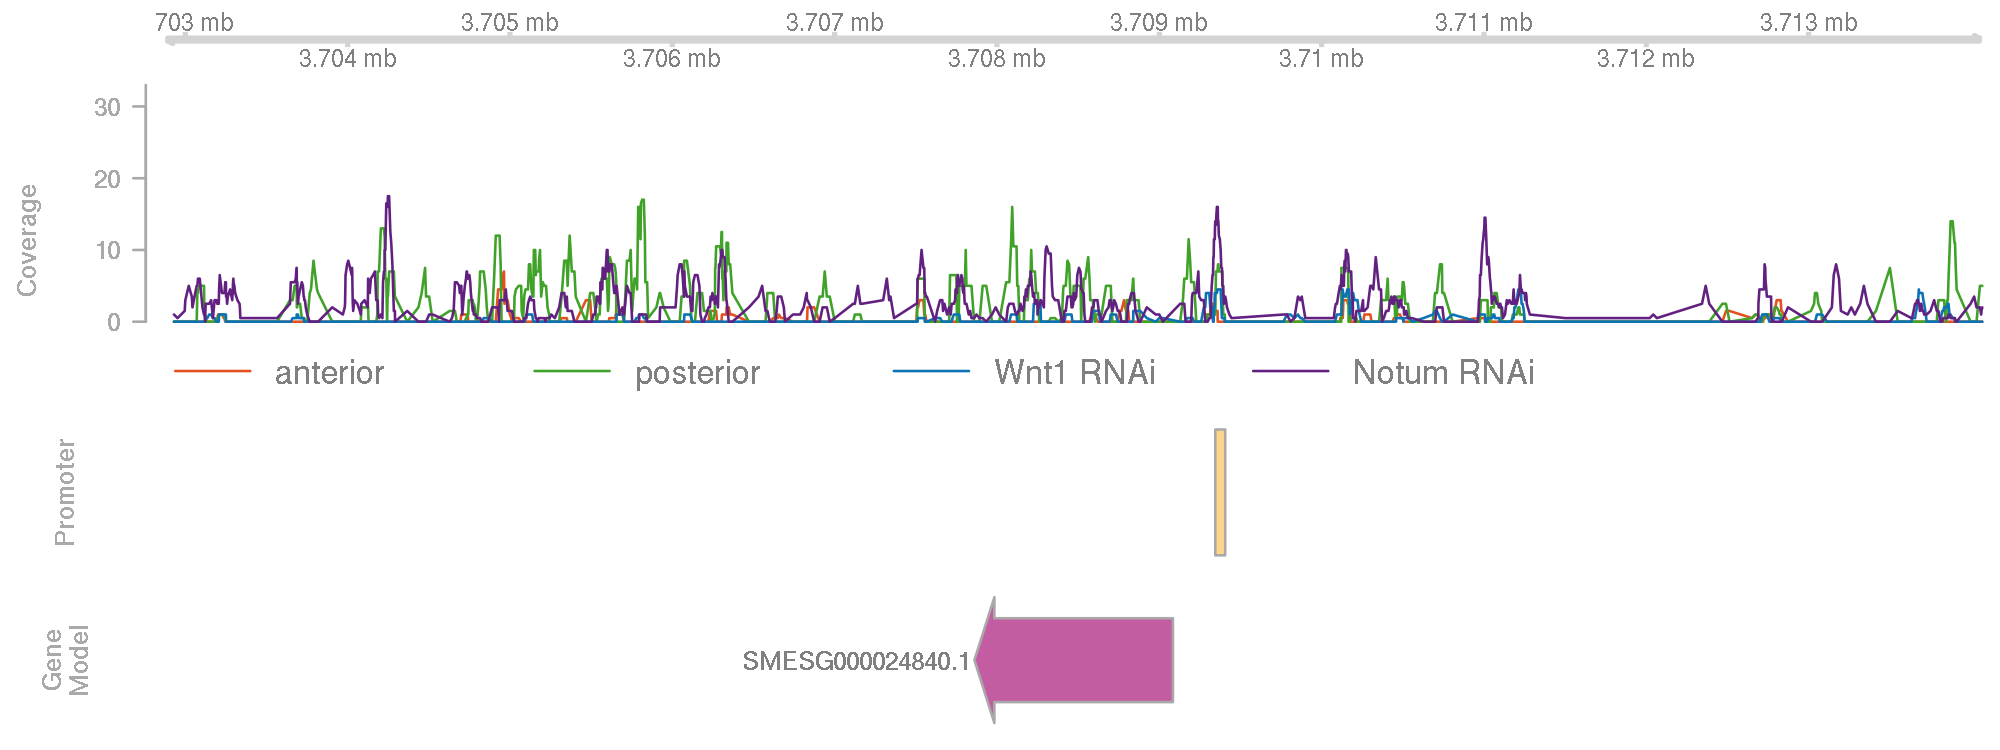 703 mb 3.705 mb 3.707 mb 3.709 mb 3.711 mb 3.713 mb
3.704 mb 3.706 mb 3.708 mb 3.71 mb 3.712 mb
30
20
10
0
Coverage
anterior posterior Wnt1 RNAi Notum RNAi
Promoter
0
Gene
Model
SMESG000024840.1